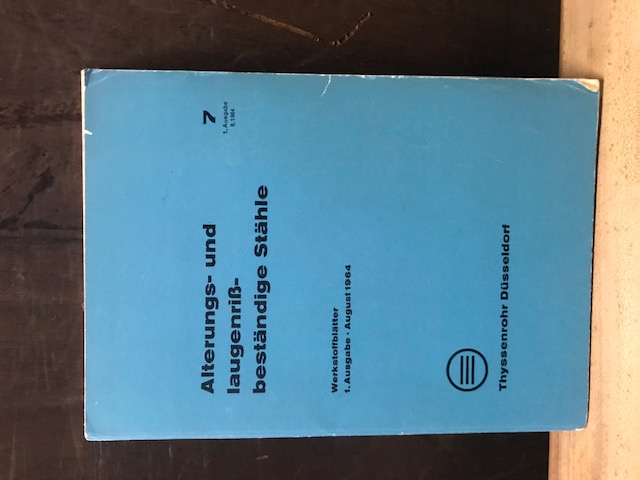 7
1. Ausgabe
8.1964
Alterungs- und
laugenriß-
beständige Stähle
Werkstoffblätter
1. Ausgabe · August 1964
Thyssenrohr Düsseldorf